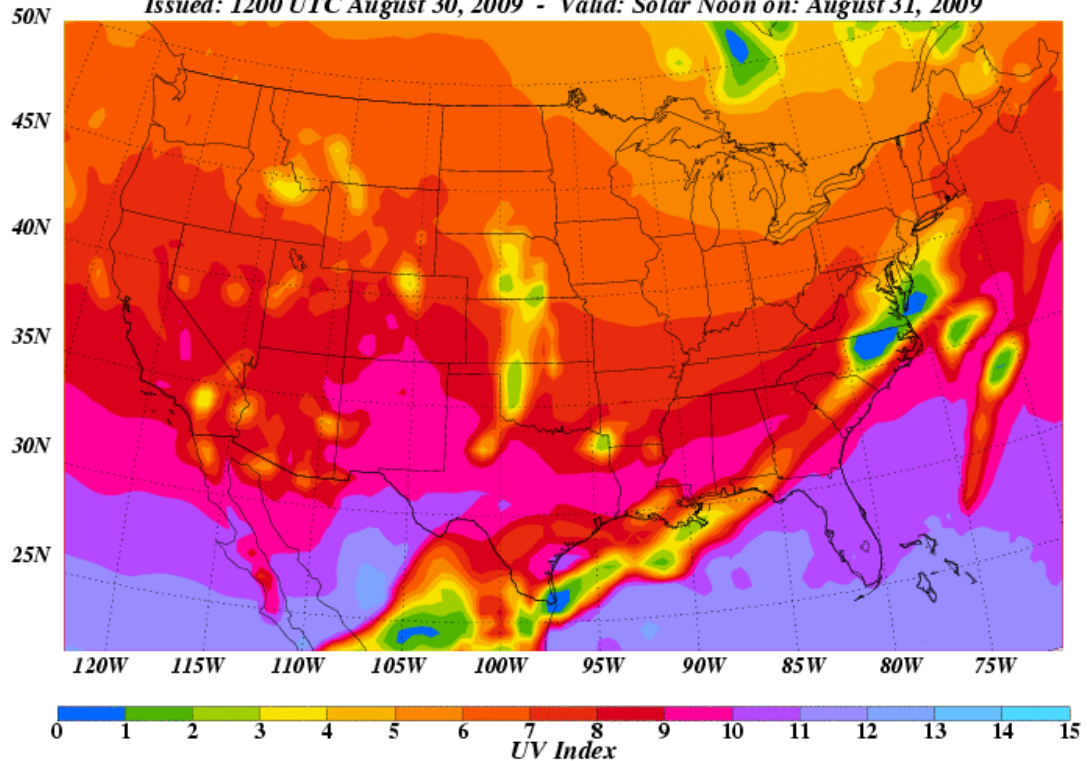 Issued: 1200 UTC August 30, 2009 - Valid: Solar Noon on: August 31, 2009
50N
45N
40N
35N
30N
25N
120W 115W 110W 105W 100W 95W 90W 85W 80W 75W
0 1 2 3 4 5 6 7 8 9 10 11 12 13 14 15
UV Index